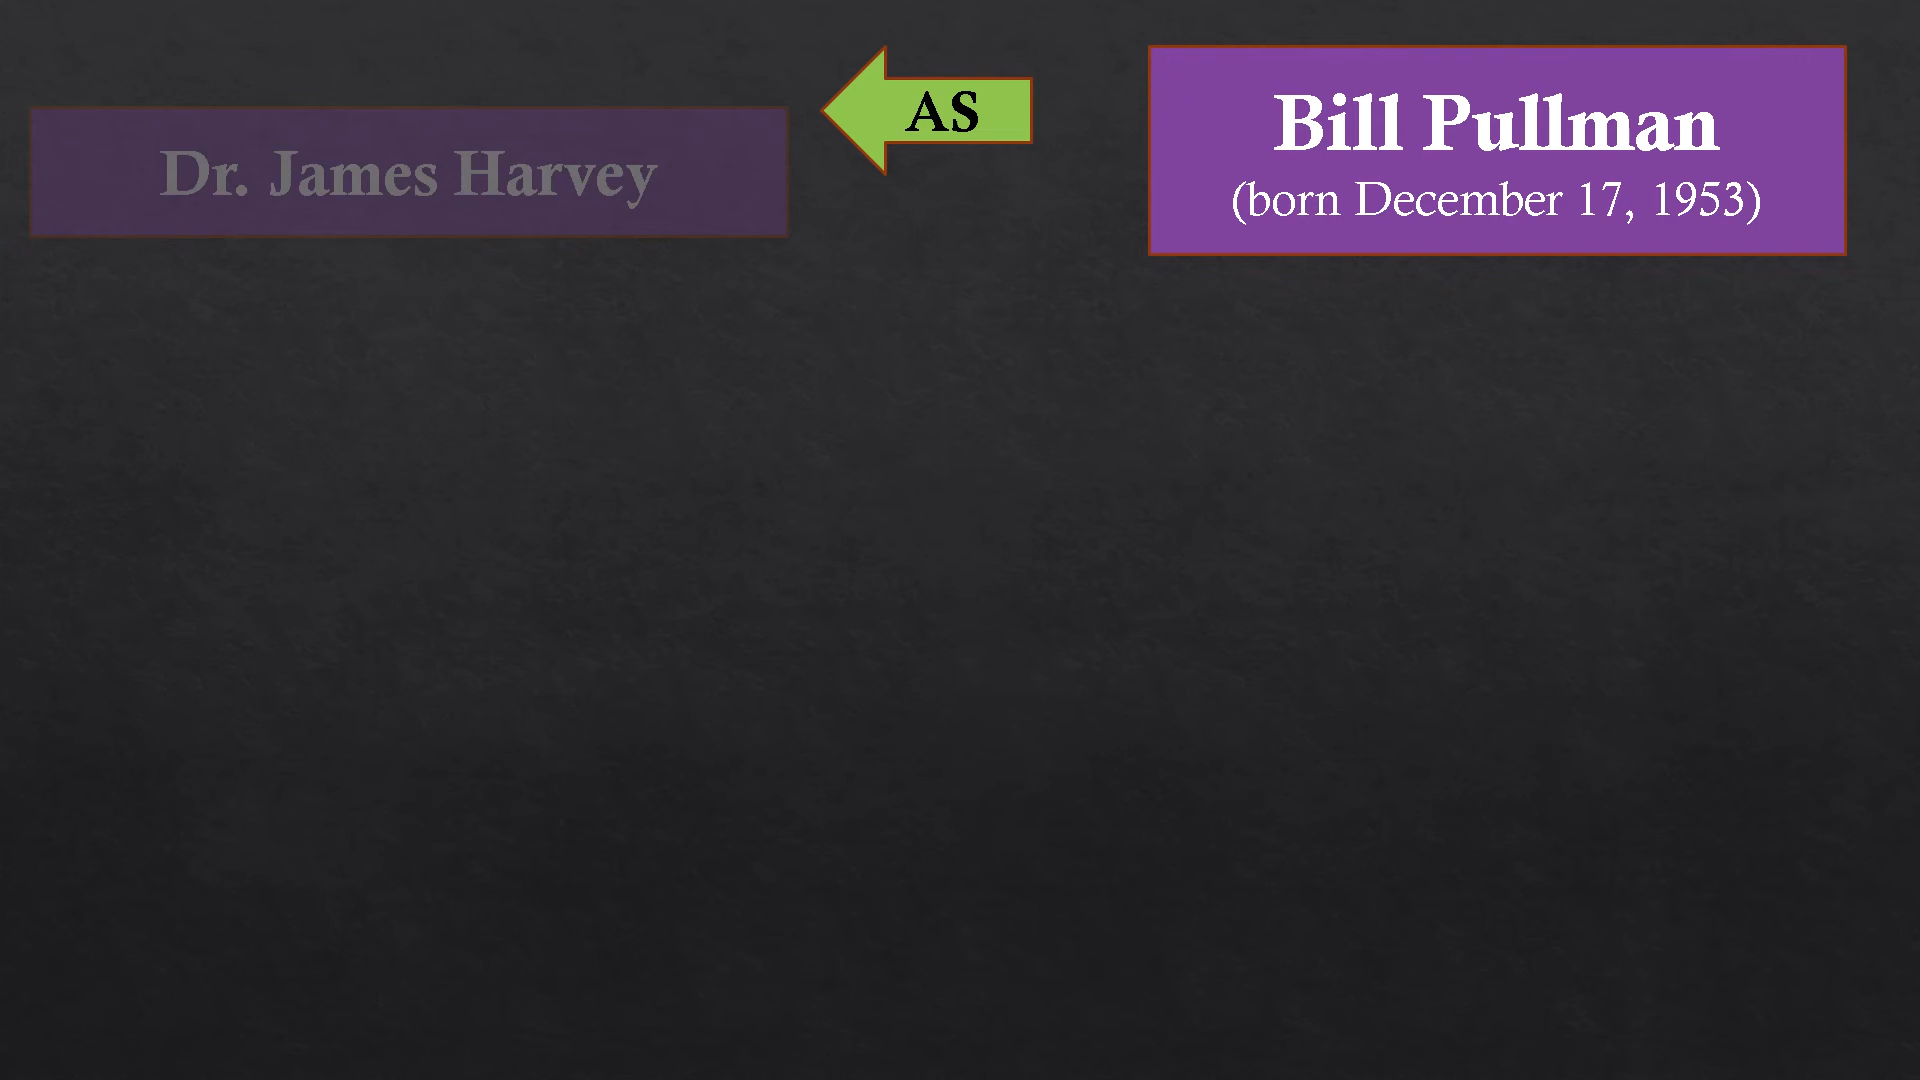 Dr. James Harvey
AS
Bill Pullman
(born December 17, 1953)